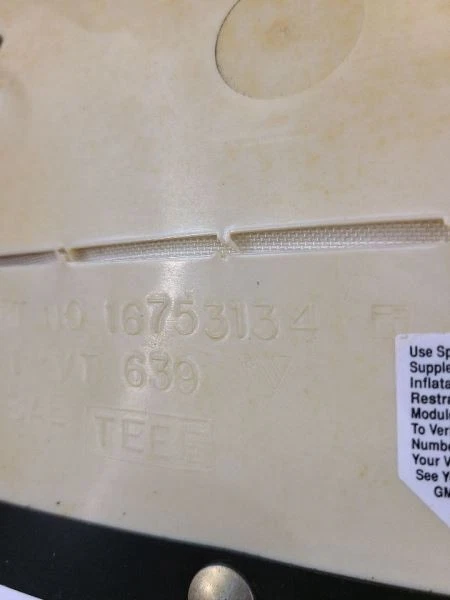 NO 16753134
639
TEEE
Use Sp
Supple
Inflata
Restra
Module
To Ver
Numbe
Your V
See Y
GM